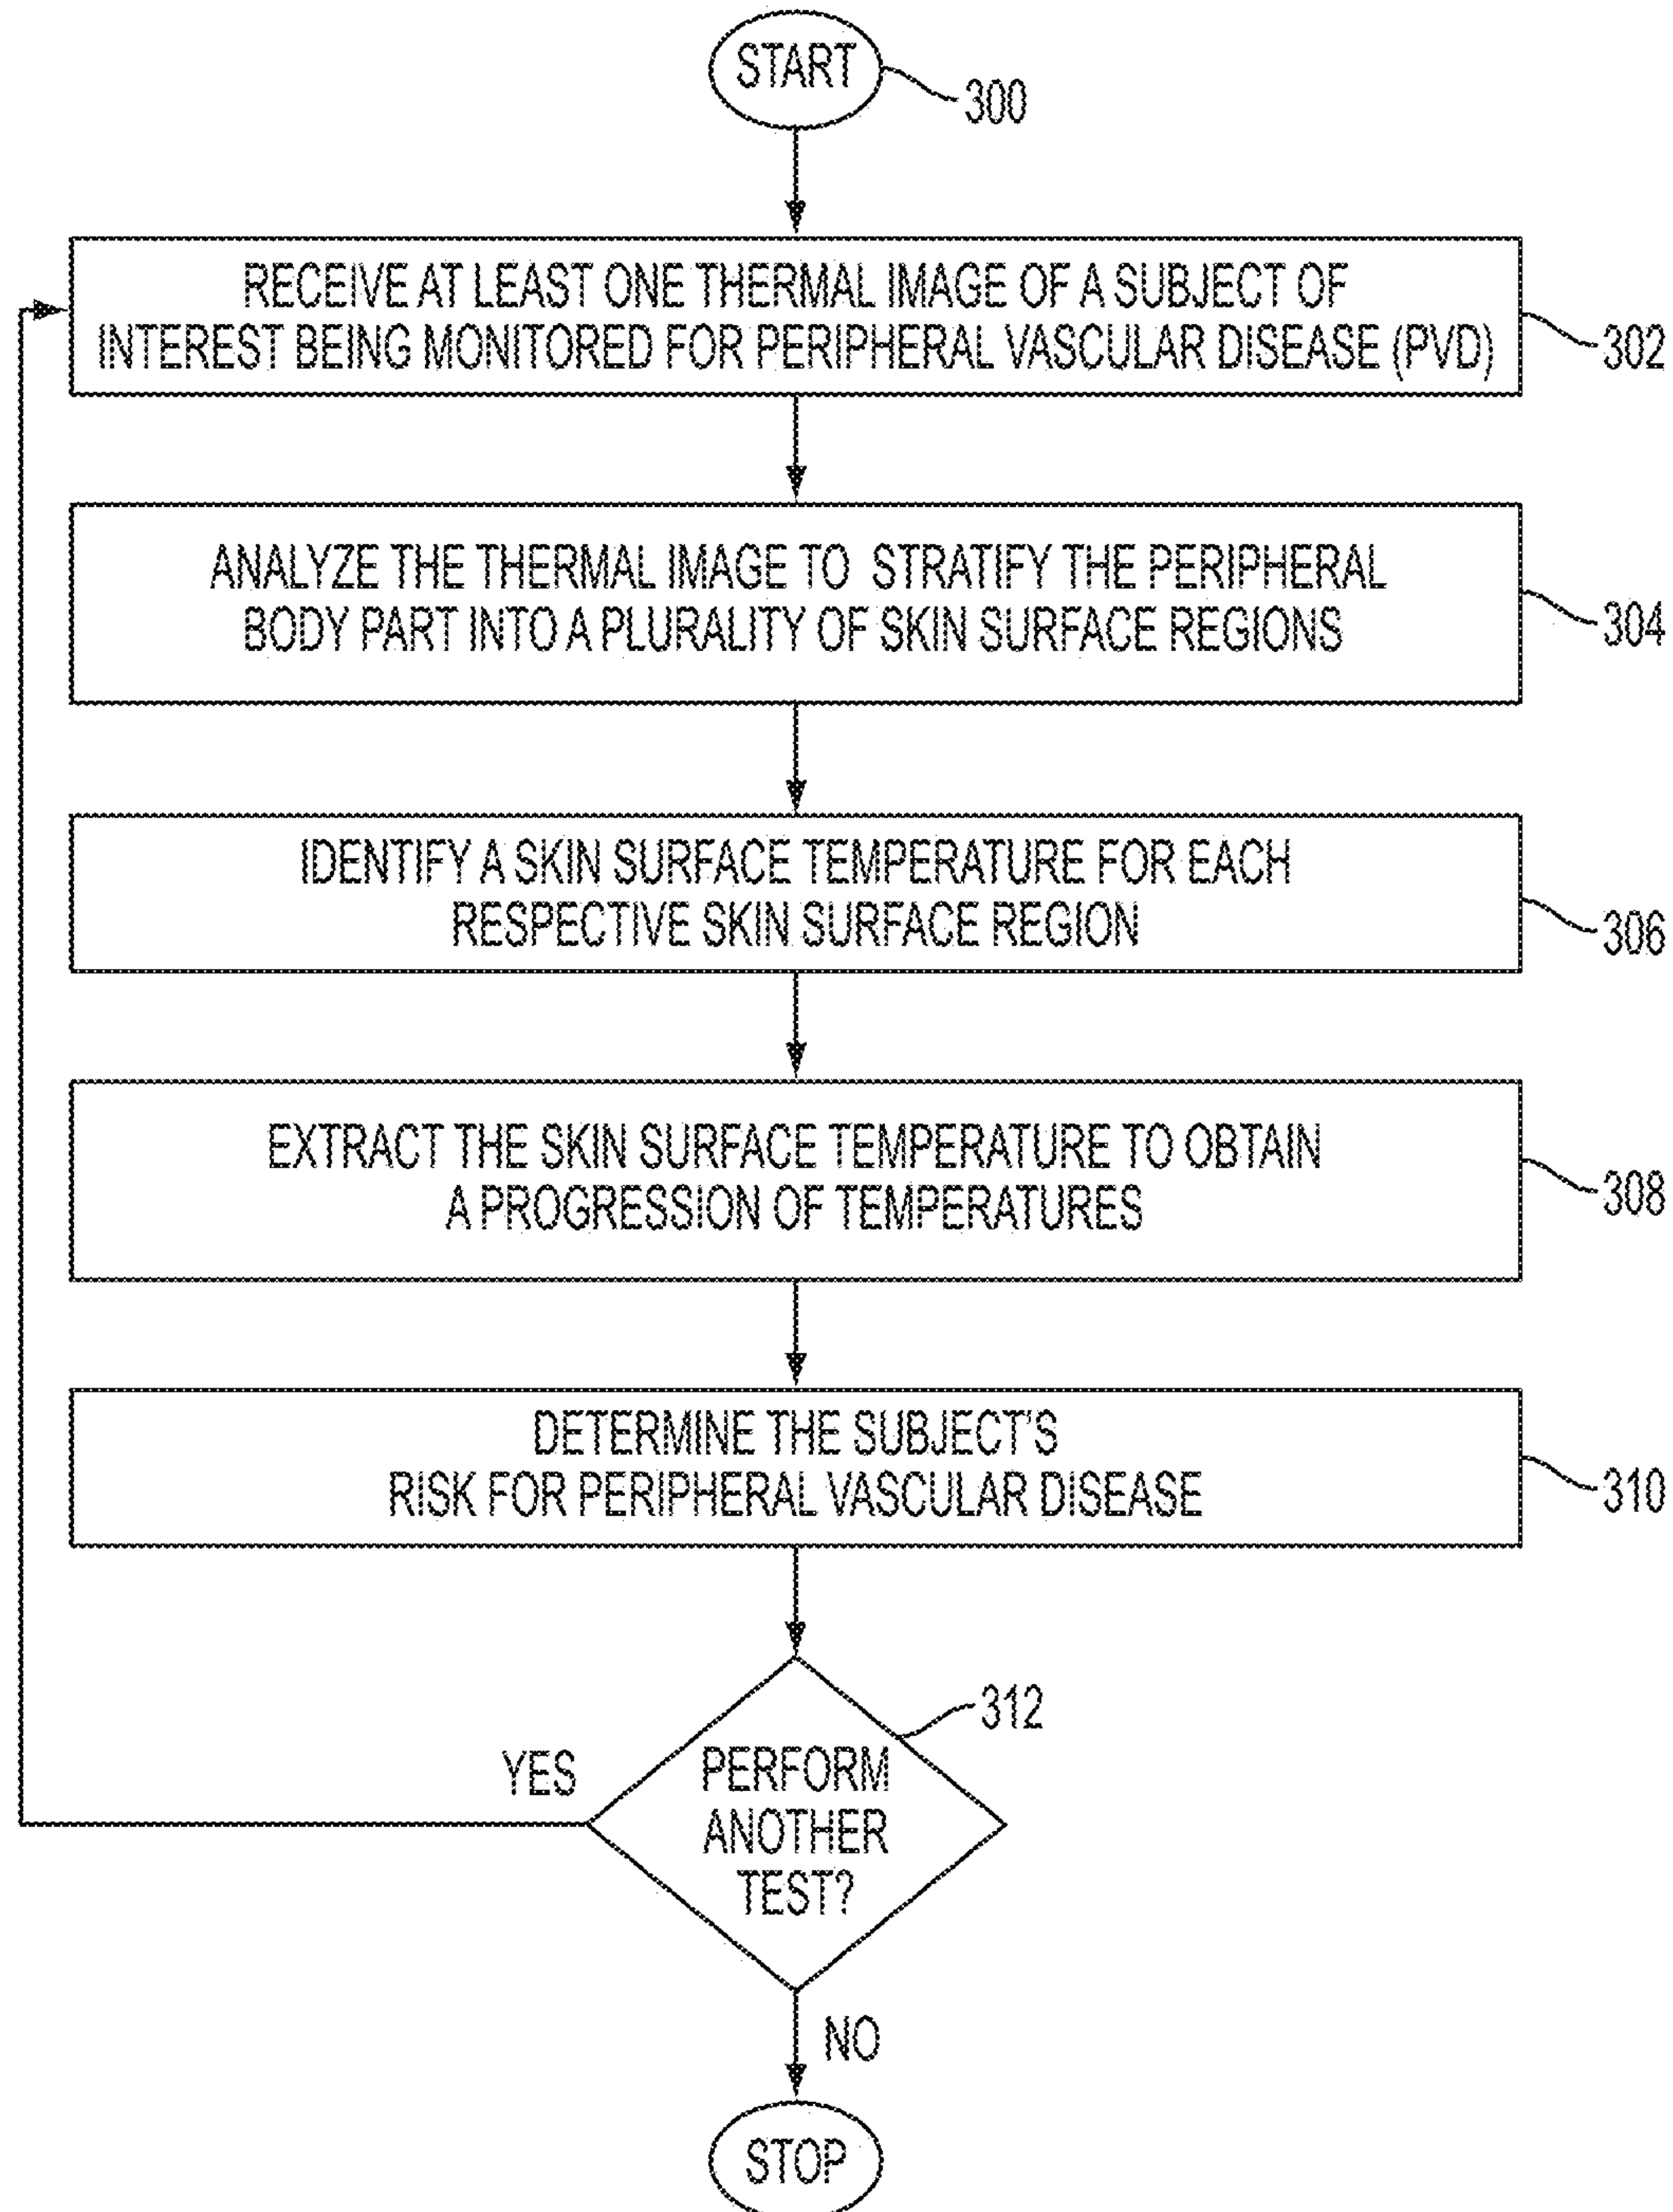 START
300
RECEIVE AT LEAST ONE THERMAL IMAGE OF A SUBJECT OF
INTEREST BEING MONITORED FOR PERIPHERAL VASCULAR DISEASE (PVD)
302
ANALYZE THE THERMAL IMAGE TO STRATIFY THE PERIPHERAL
BODY PART INTO A PLURALITY OF SKIN SURFACE REGIONS
304
IDENTIFY A SKIN SURFACE TEMPERATURE FOR EACH
RESPECTIVE SKIN SURFACE REGION
306
EXTRACT THE SKIN SURFACE TEMPERATURE TO OBTAIN
A PROGRESSION OF TEMPERATURES
308
DETERMINE THE SUBJECT'S
RISK FOR PERIPHERAL VASCULAR DISEASE
310
312
YES
PERFORM
ANOTHER
TEST?
NO
STOP